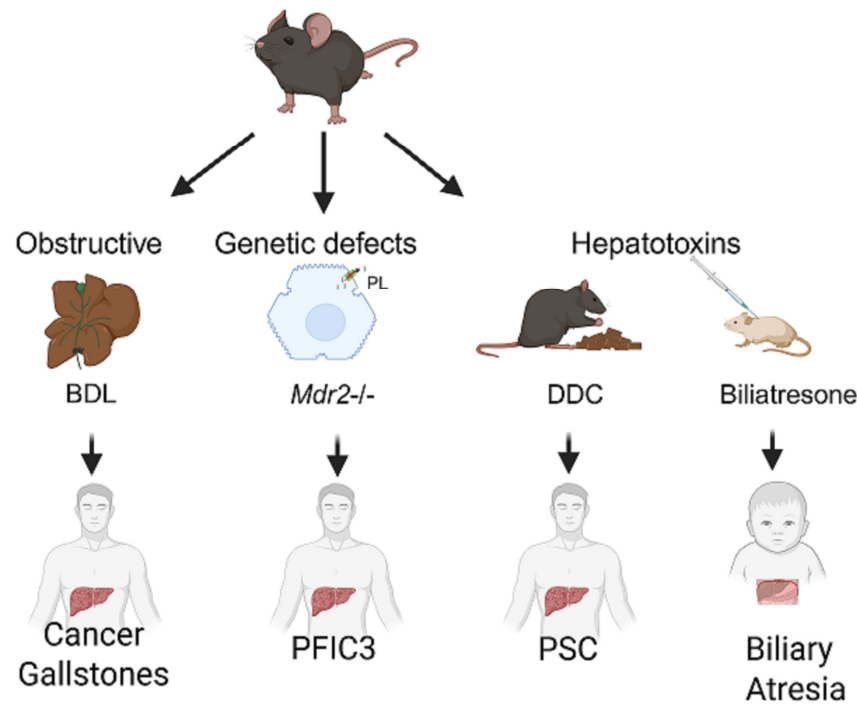 Obstructive
Genetic defects
Hepatotoxins
PL
BDL
Mdr2-/-
DDC
Biliatresone
Cancer
Gallstones
PFIC3
PSC
Biliary
Atresia